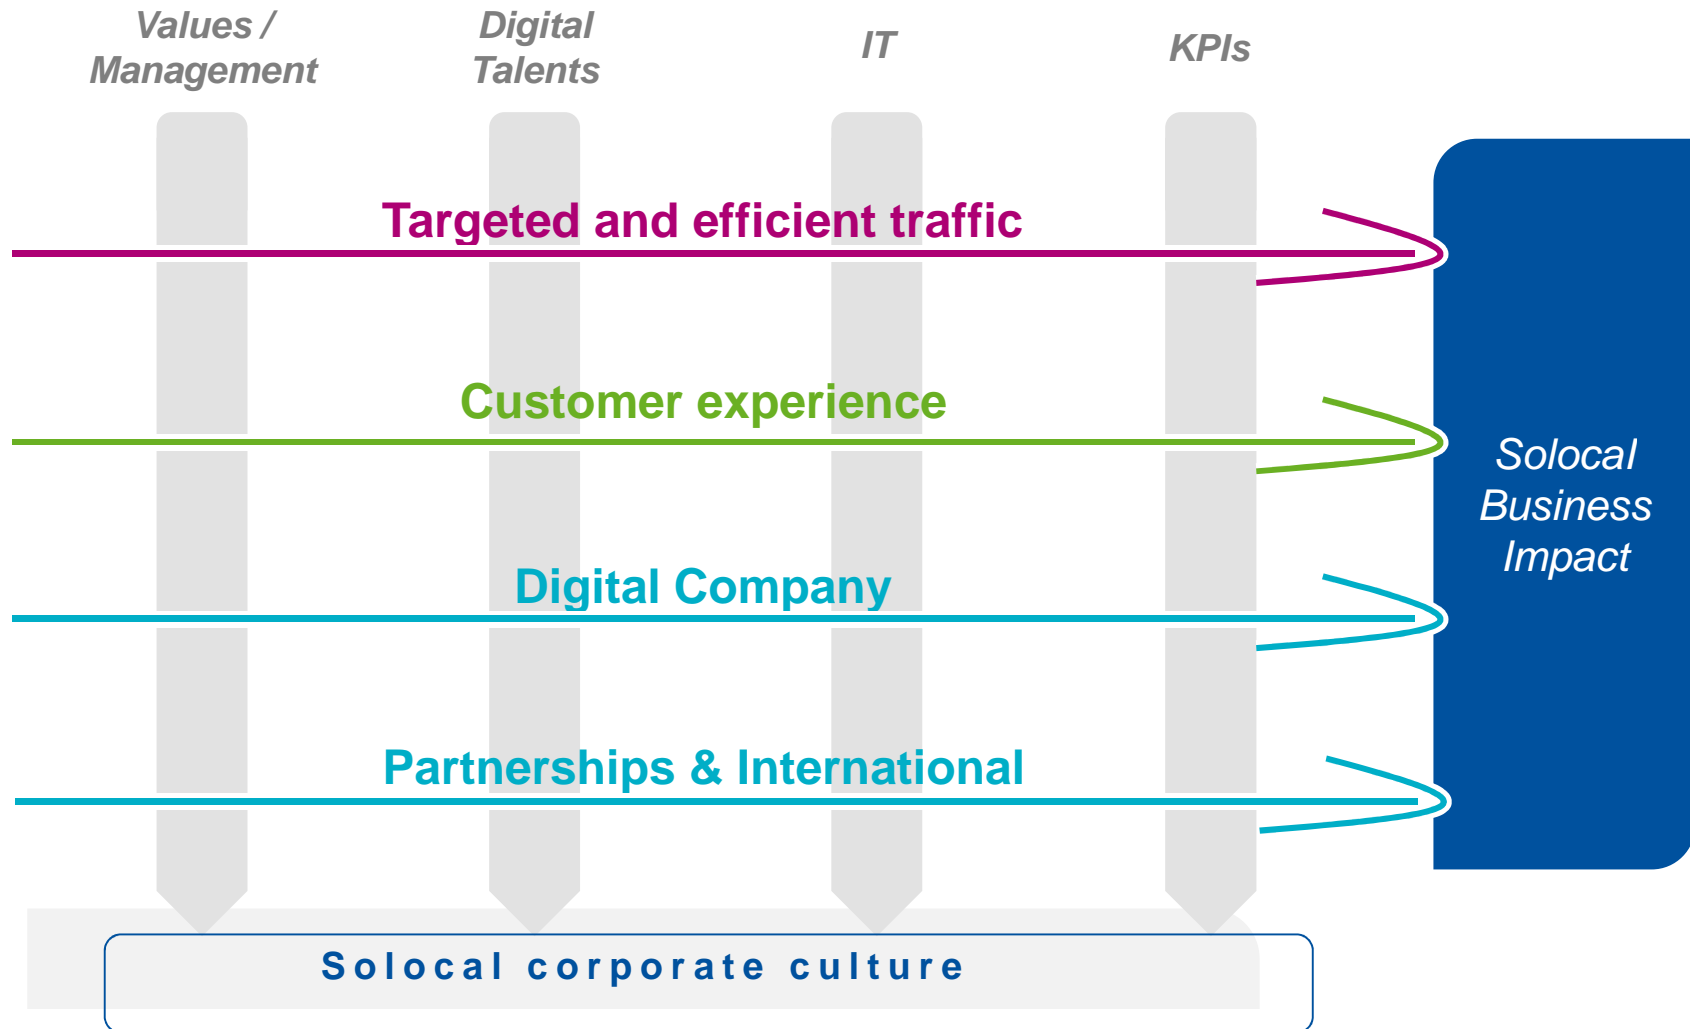 Values /
Management
Digital
Talents
IT
KPIs
Targeted and efficient traffic
Customer experience
Digital Company
Partnerships & International
Solocal
Business
Impact
Solocal corporate culture